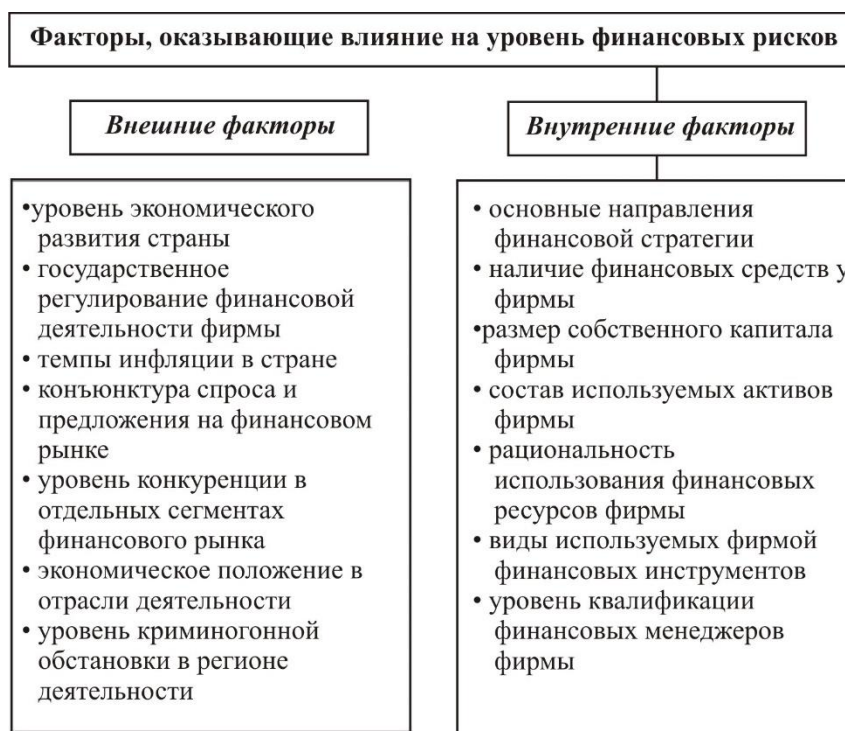 Факторы, оказывающие влияние на уровень финансовых рисков
Внешние факторы
•уровень экономического
развития страны
• государственное
регулирование финансовой
деятельности фирмы
• темпы инфляции в стране
• конъюнктура спроса и
предложения на финансовом
рынке
• уровень конкуренции в
отдельных сегментах
финансового рынка
• экономическое положение в
отрасли деятельности
• уровень криминогонной
обстановки в регионе
деятельности
Внутренние факторы
• основные направления
финансовой стратегии
• наличие финансовых средств у
фирмы
•размер собственного капитала
фирмы
• состав используемых активов
фирмы
• рациональность
использования финансовых
ресурсов фирмы
• виды используемых фирмой
финансовых инструментов
• уровень квалификации
финансовых менеджеров
фирмы